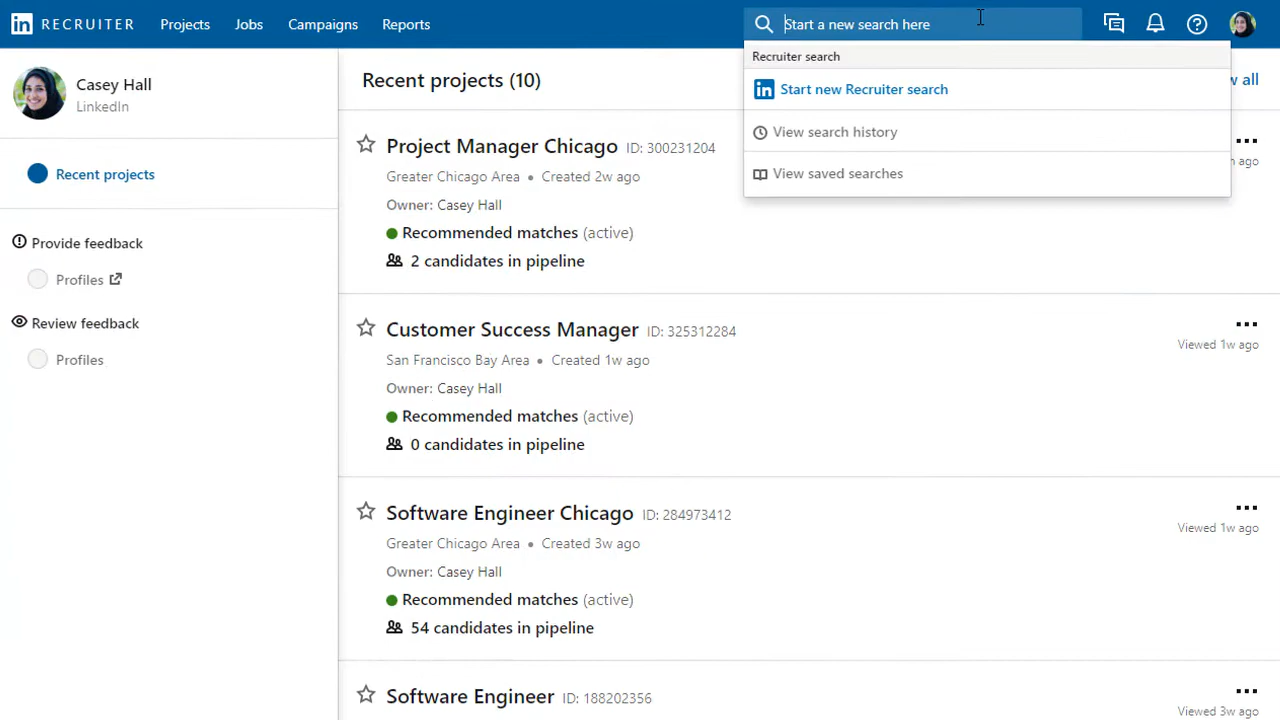 in RECRUITER Projects Jobs Campaigns Reports Start a new search here
Casey Hall
LinkedIn
Recent projects
Provide feedback
Profiles
Review feedback
Profiles
Recent projects (10)
Recruiter search
in Start new Recruiter search
View search history
View saved searches
Project Manager Chicago ID: 300231204
Greater Chicago Area • Created 2w ago
Owner: Casey Hall
Recommended matches (active)
2 candidates in pipeline
Customer Success Manager ID: 325312284
San Francisco Bay Area • Created 1w ago
Viewed 1w ago
Owner: Casey Hall
Recommended matches (active)
0 candidates in pipeline
Software Engineer Chicago ID: 284973412
Greater Chicago Area • Created 3w ago
Viewed 1w ago
Owner: Casey Hall
Recommended matches (active)
54 candidates in pipeline
Software Engineer ID: 188202356
Viewed 3w ago